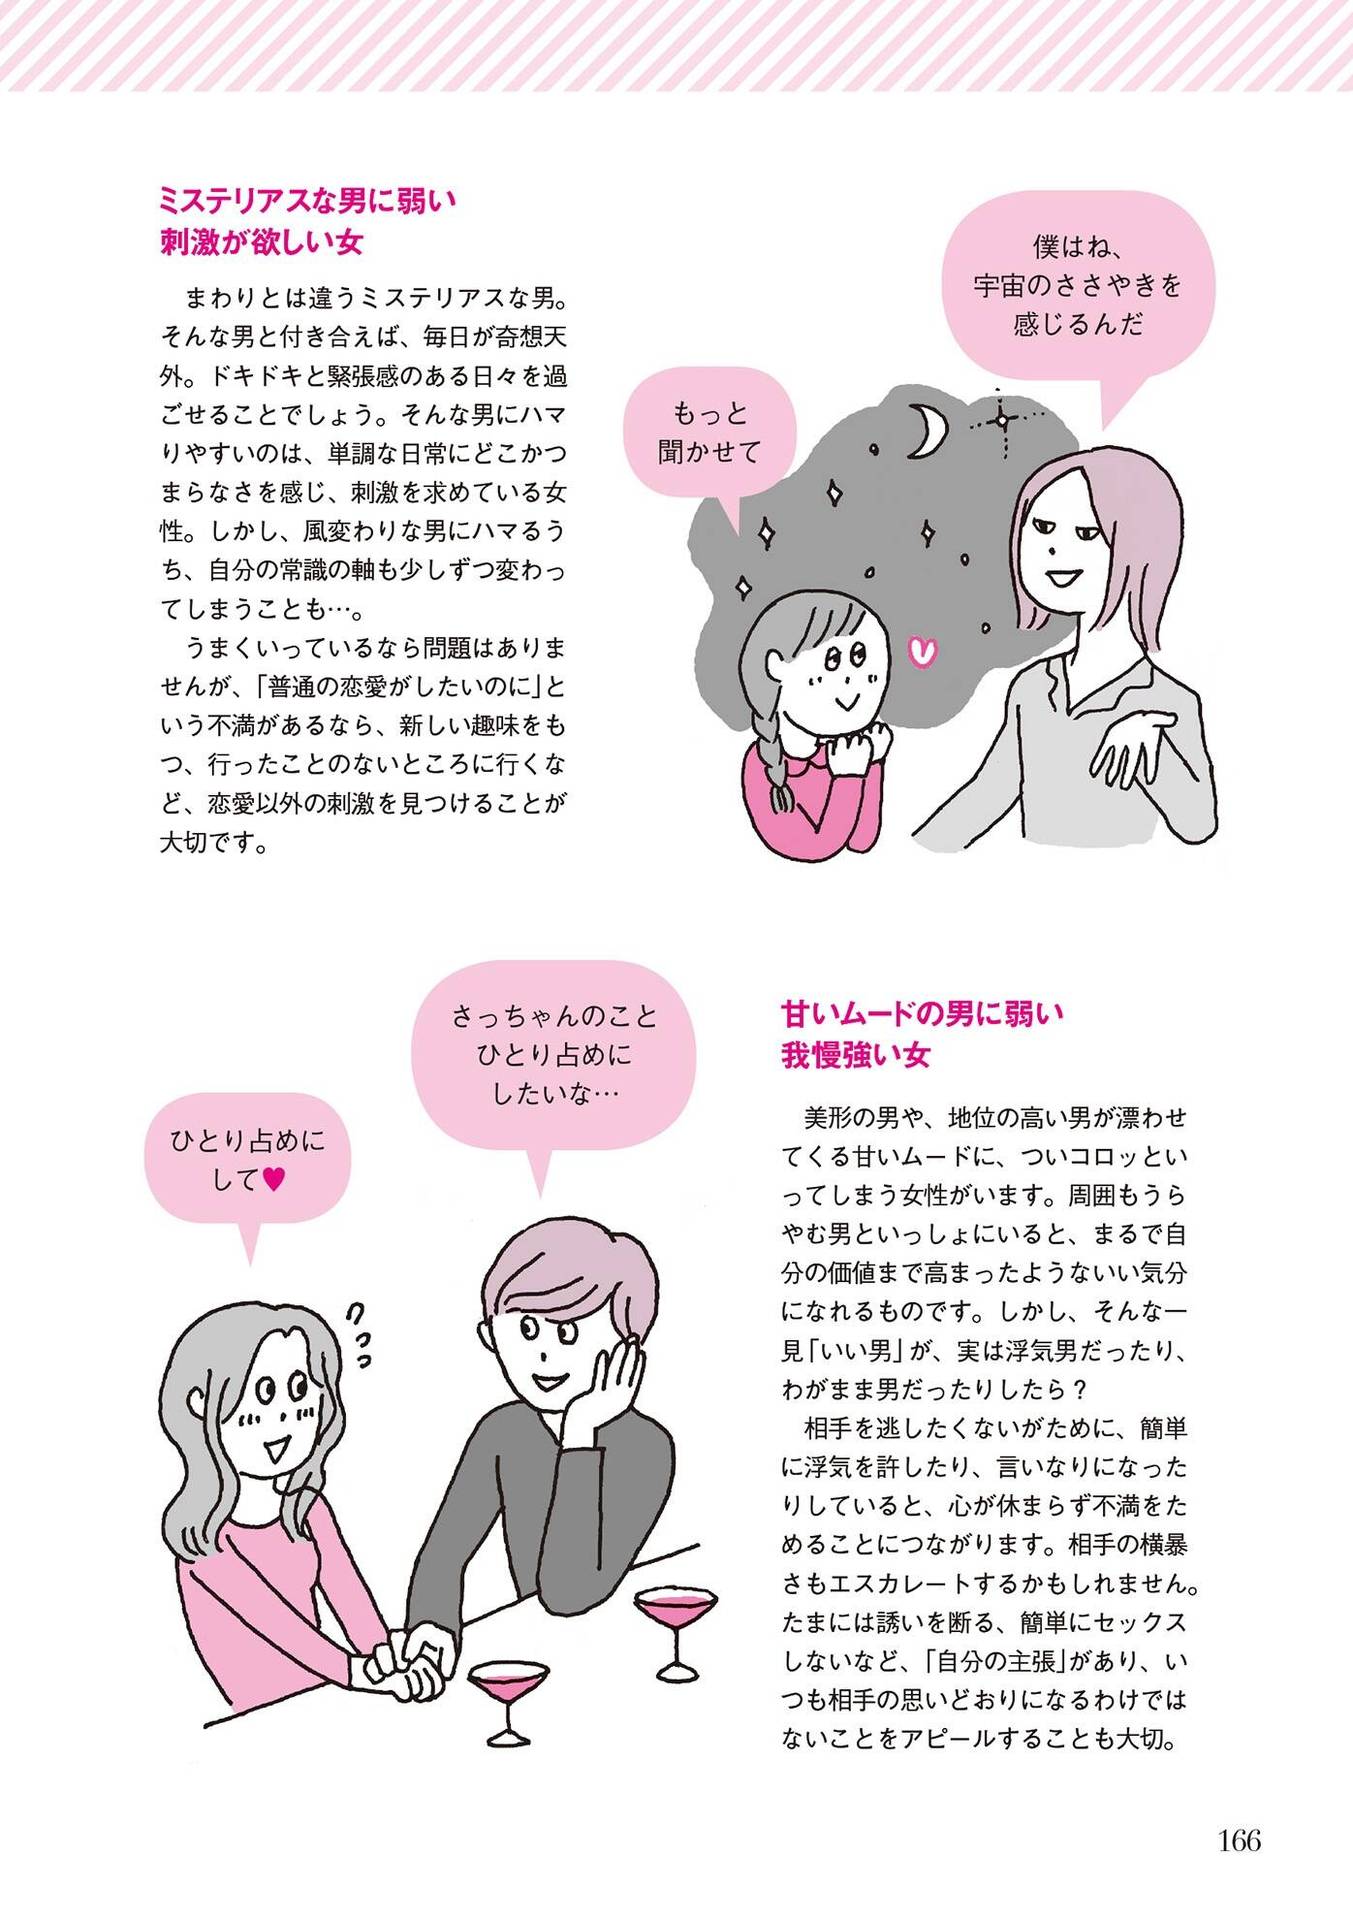 ミステリアスな男に弱い
刺激が欲しい女
まわりとは違うミステリアスな男。
そんな男と付き合えば、毎日が奇想天
外。ドキドキと緊張感のある日々を過
ごせることでしょう。そんな男にハマ
りやすいのは、単調な日常にどこかつ
まらなさを感じ、刺激を求めている女
性。しかし、風変わりな男にハマるう
ち、自分の常識の軸も少しずつ変わっ
てしまうことも…。
うまくいっているなら問題はありま
せんが、「普通の恋愛がしたいのに」と
いう不満があるなら、新しい趣味をも
つ、行ったことのないところに行くな
ど、恋愛以外の刺激を見つけることが
大切です。
僕はね、
宇宙のささやきを
感じるんだ
もっと
聞かせて
さっちゃんのこと
ひとり占めに
したいな…
ひとり占めに
して♥
甘いムードの男に弱い
我慢強い女
美形の男や、地位の高い男が漂わせ
てくる甘いムードに、ついコロッとい
ってしまう女性がいます。周囲もうら
やむ男といっしょにいると、まるで自
分の価値まで高まったようないい気分
になれるものです。しかし、そんな一
見「いい男」が、実は浮気男だったり、
わがまま男だったりしたら？
相手を逃したくないがために、簡単
に浮気を許したり、言いなりになった
りしていると、心が休まらず不満をた
めることにつながります。相手の横暴
さもエスカレートするかもしれません。
たまには誘いを断る、簡単にセックス
しないなど、「自分の主張」があり、い
つも相手の思いどおりになるわけでは
ないことをアピールすることも大切。
166